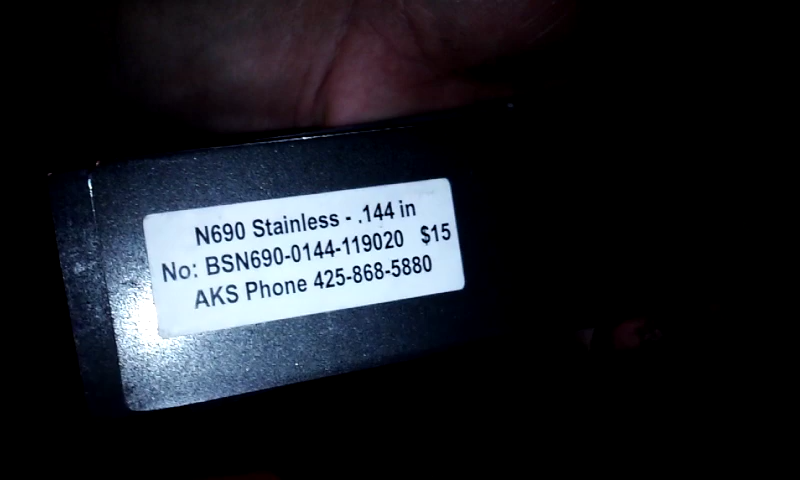 N690 Stainless - .144 in
No: BSN690-0144-119020 $15
AKS Phone 425-868-5880